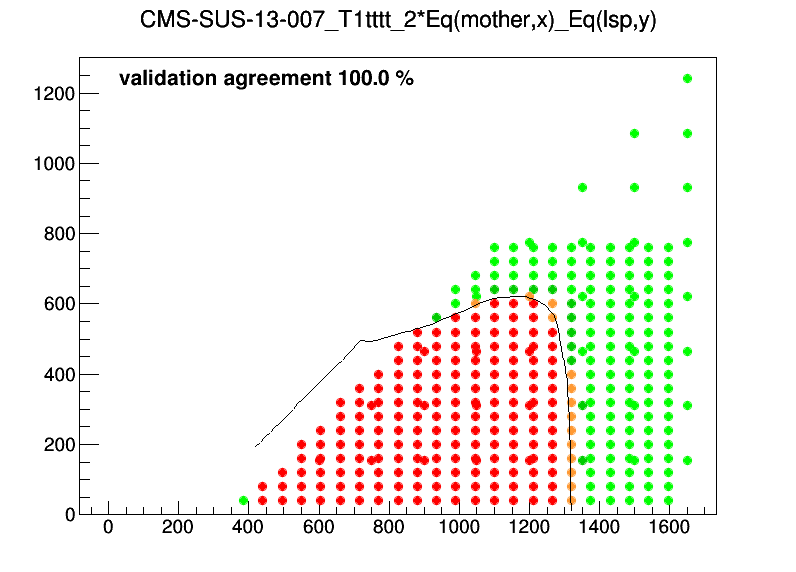 CMS-SUS-13-007_T1tttt_2*Eq(mother,x)_Eq(lsp,y)
validation agreement 100.0 %
1200
1000
800
600
400
200
0
0 200 400 600 800 1000 1200 1400 1600